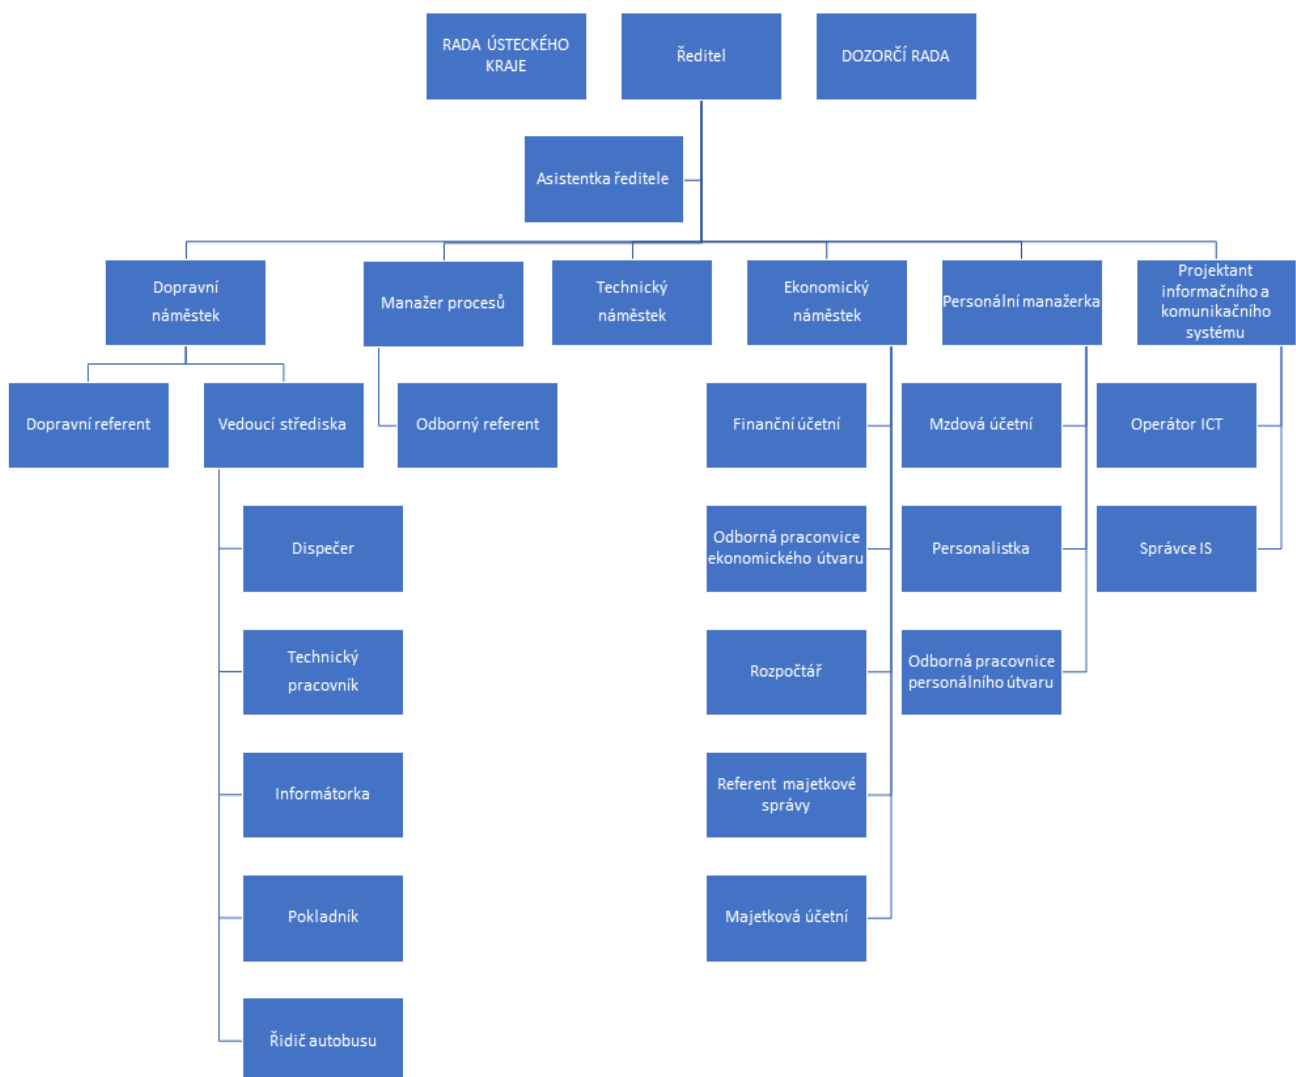 RADA ÚSTECKÉHO
KRAJE
Ředitel
DOZORČÍ RADA
Asistentka ředitele
Dopravní
náměstek
Manažer procesů
Technický
náměstek
Ekonomický
náměstek
Personální manažerka
Projektant
informačního a
komunikačního
systému
Dopravní referent
Vedoucí střediska
Odborný referent
Finanční účetní
Mzdová účetní
Operátor ICT
Dispečer
Odborná praconvice
ekonomického útvaru
Personalistka
Správce IS
Technický
pracovník
Rozpočtář
Odborná pracovnice
personálního útvaru
Informátorka
Referent majetkové
správy
Pokladník
Majetková účetní
Řidič autobusu